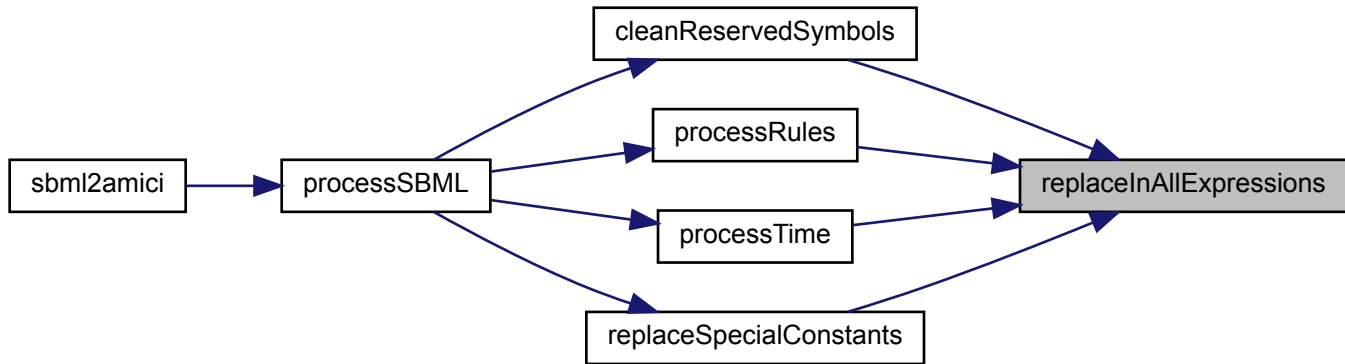 cleanReservedSymbols
processRules
sbml2amici
processSBML
replaceInAllExpressions
processTime
replaceSpecialConstants